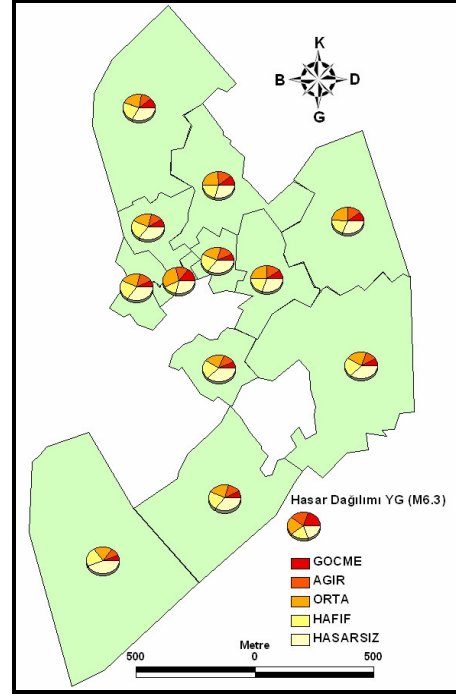 K
B D
G
Hasar Dağılımı YG (M6.3)
GOCME
AGIR
ORTA
HAFIF
HASARSIZ
Metre
500 0 500